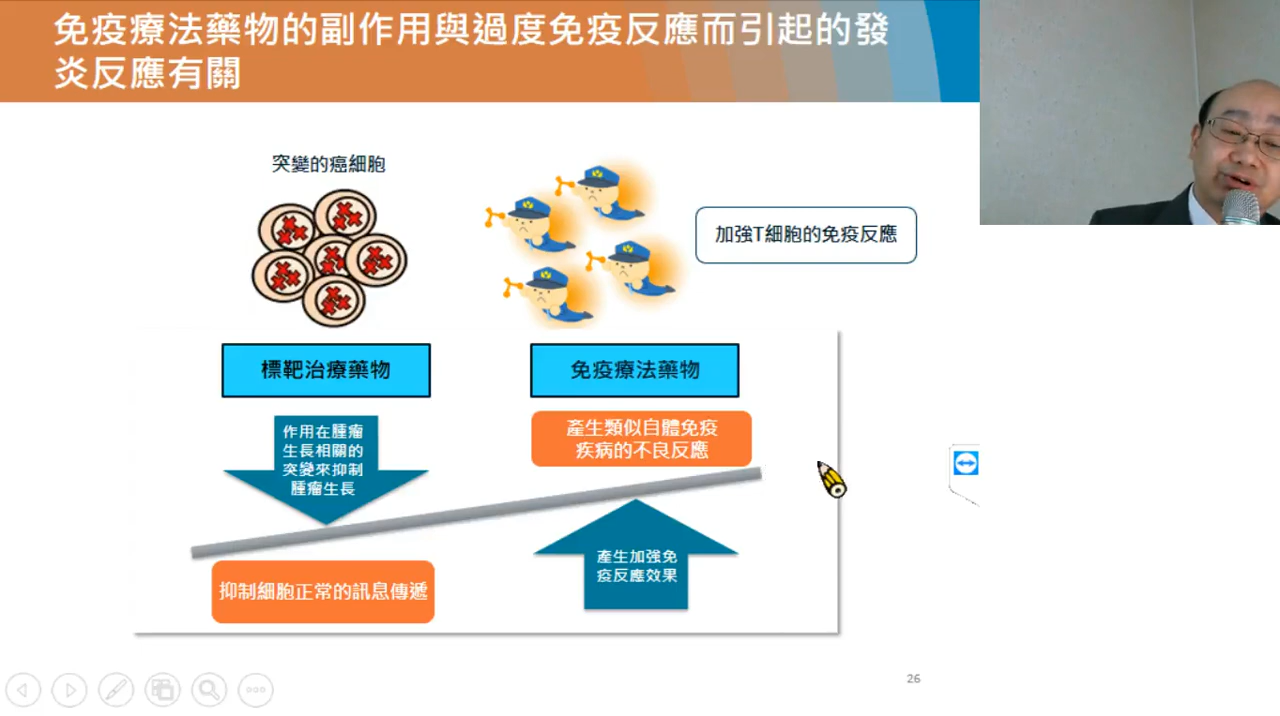 免疫療法藥物的副作用與過度免疫反應而引起的發
炎反應有關
突變的癌細胞
加強T細胞的免疫反應
標靶治療藥物
免疫療法藥物
作用在腫瘤
生長相關的
突變來抑制
腫瘤生長
產生類似自體免疫
疾病的不良反應
抑制細胞正常的訊息傳遞
產生加強免
疫反應效果
26